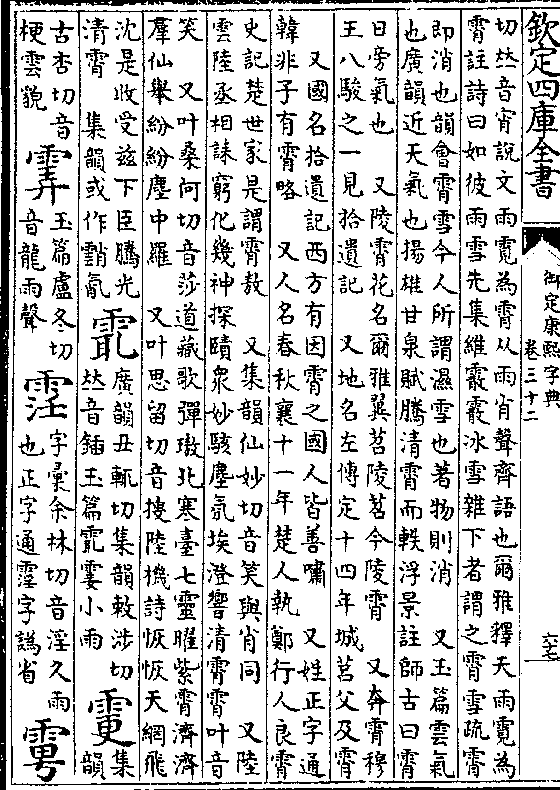 欽定四庫全書
御定康熙字典
卷三十二
六七
切𠀤音宵說文雨霓為霄从雨肖聲齊語也爾雅釋天雨霓為
霄註詩曰如彼雨雪先集維霰霰冰雪雜下者謂之霄雪疏霄
即消也韻會霄雪今人所謂濕雪也著物則消 又玉篇雲氣
也廣韻近天氣也揚雄甘泉賦騰清霄而軼浮景註師古曰霄
日旁氣也 又陵霄花名爾雅翼苕陵苕今陵霄 又奔霄穆
王八駿之一見拾遺記 又地名左傳定十四年城莒父及霄
又國名拾遺記西方有因霄之國人皆善嘯 又姓正字通
韓非子有霄略 又人名春秋襄十一年楚人執鄭行人良霄
史記楚世家是謂霄敖 又集韻仙妙切音笑與肖同 又陸
雲陸丞相誄窮化幾神探賾衆妙駭塵氛埃澄響清霄霄叶音
笑 又叶桑何切音莎道藏歌彈璈北寒臺七靈曜紫霄濟濟
羣仙舉紛紛塵中羅 又叶思留切音搜陸機詩恢恢天網飛
沈是收受兹下臣騰光
清霄 集韻或作䨭䨭
䨖
廣韻丑輒切集韻敕涉切
𠀤音鍤玉篇䨖霎小雨
䨣
集韻
古杏切音
梗雲貌
𩂩
玉篇盧冬切
音龍雨聲
䨙
字彙余林切音淫久雨
也正字通霪字譌省
雩